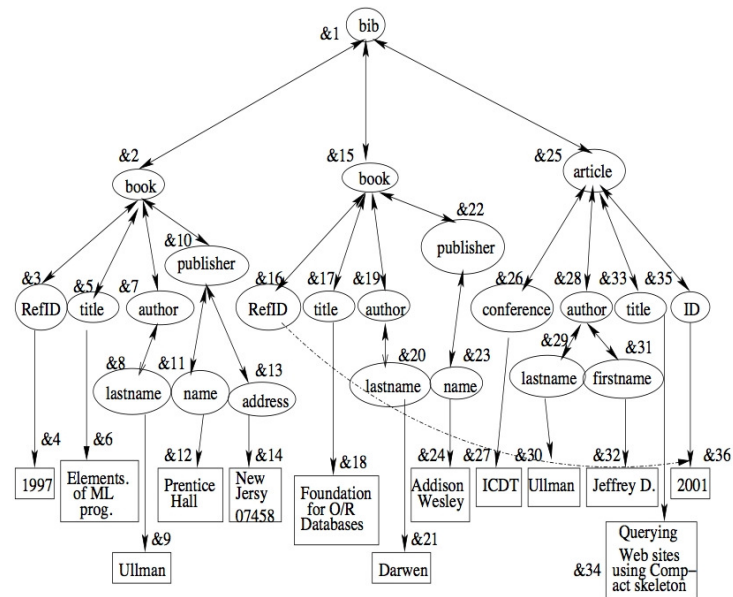 &1
bib
&2
book
&15
book
&25
article
&3
RefID
&5
title
&7
author
&10
publisher
&16
RefID
&17
title
&19
author
&22
publisher
&26
conference
&28
author
&33
title
&35
ID
&8
lastname
&11
name
&13
address
&20
lastname
&23
name
&29
lastname
&31
firstname
&4
1997
&6
Elements.
of ML
prog.
&12
Prentice
Hall
&14
New
Jersy
07458
&18
Foundation
for O/R
Databases
&24
Addison
Wesley
&27
ICDT
&30
Ullman
&32
Jeffrey D.
&36
2001
&9
Ullman
&21
Darwen
&34
Querying
Web sites
using Comp-
act skeleton